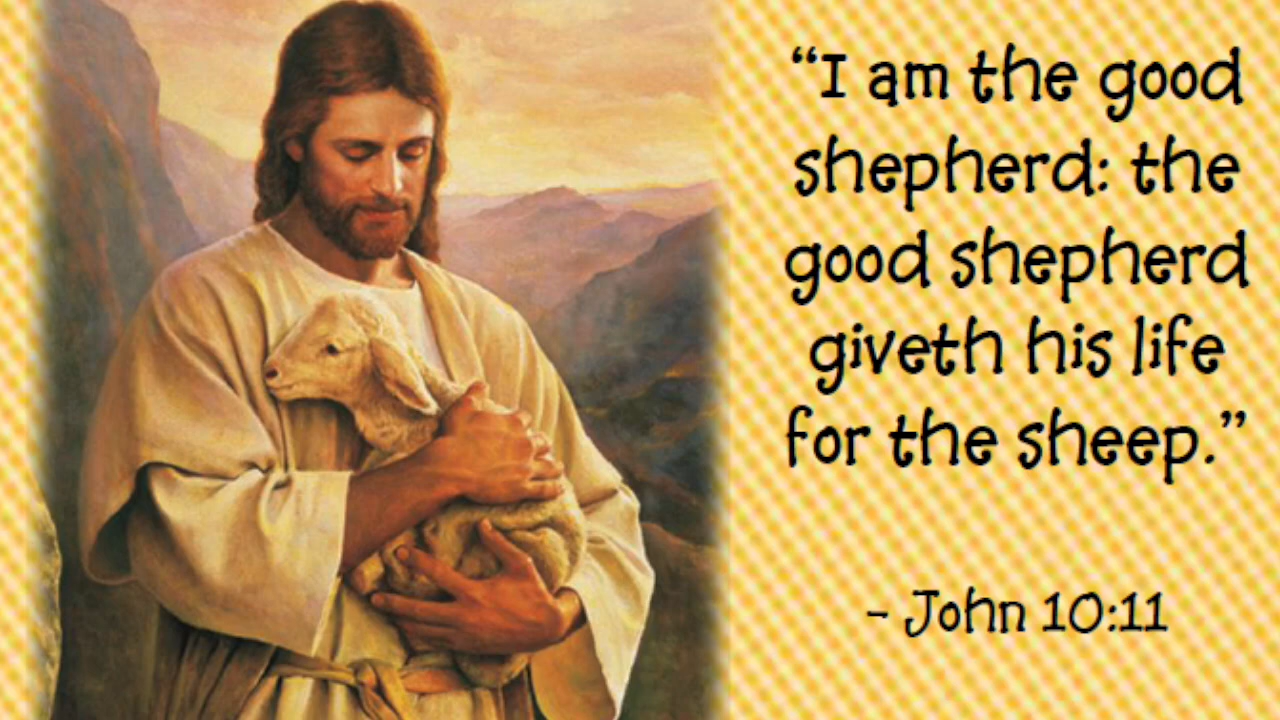 “I am the good
shepherd: the
good shepherd
giveth his life
for the sheep.”
- John 10:11